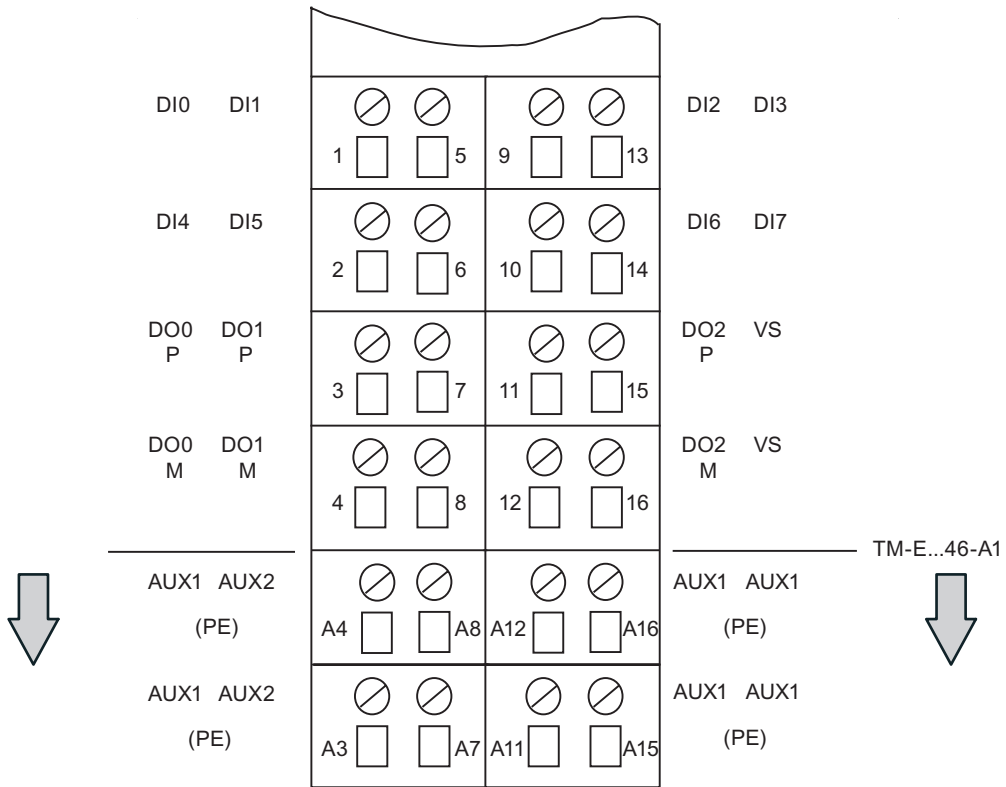 DI0 DI1 DI2 DI3
1 5 9 13
DI4 DI5 DI6 DI7
2 6 10 14
DO0 DO1 DO2 VS
P P P
3 7 11 15
DO0 DO1 DO2 VS
M M M
4 8 12 16
TM-E...46-A1
AUX1 AUX2 AUX1 AUX1
(PE) A4 A8 A12 A16 (PE)
AUX1 AUX2 AUX1 AUX1
(PE) A3 A7 A11 A15 (PE)